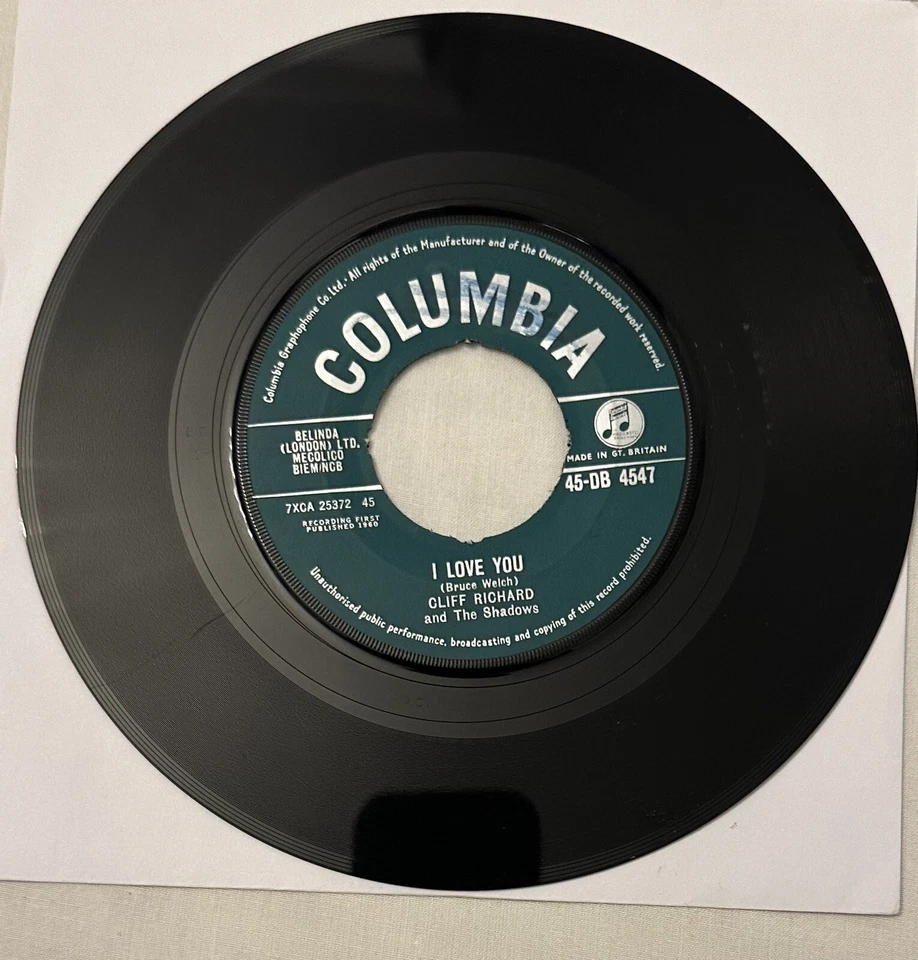 Columbia Graphophone Co. Ltd. · All rights of the Manufacturer and of the Owner of the recorded work reserved.
COLUMBIA
BELINDA
(LONDON) LTD.
MECOLICO
BIEM/NCB
MADE IN GT. BRITAIN
45-DB 4547
7XCA 25372 45
RECORDING FIRST
PUBLISHED 1960
I LOVE YOU
(Bruce Welch)
CLIFF RICHARD
and The Shadows
Unauthorised public performance, broadcasting and copying of this record prohibited.